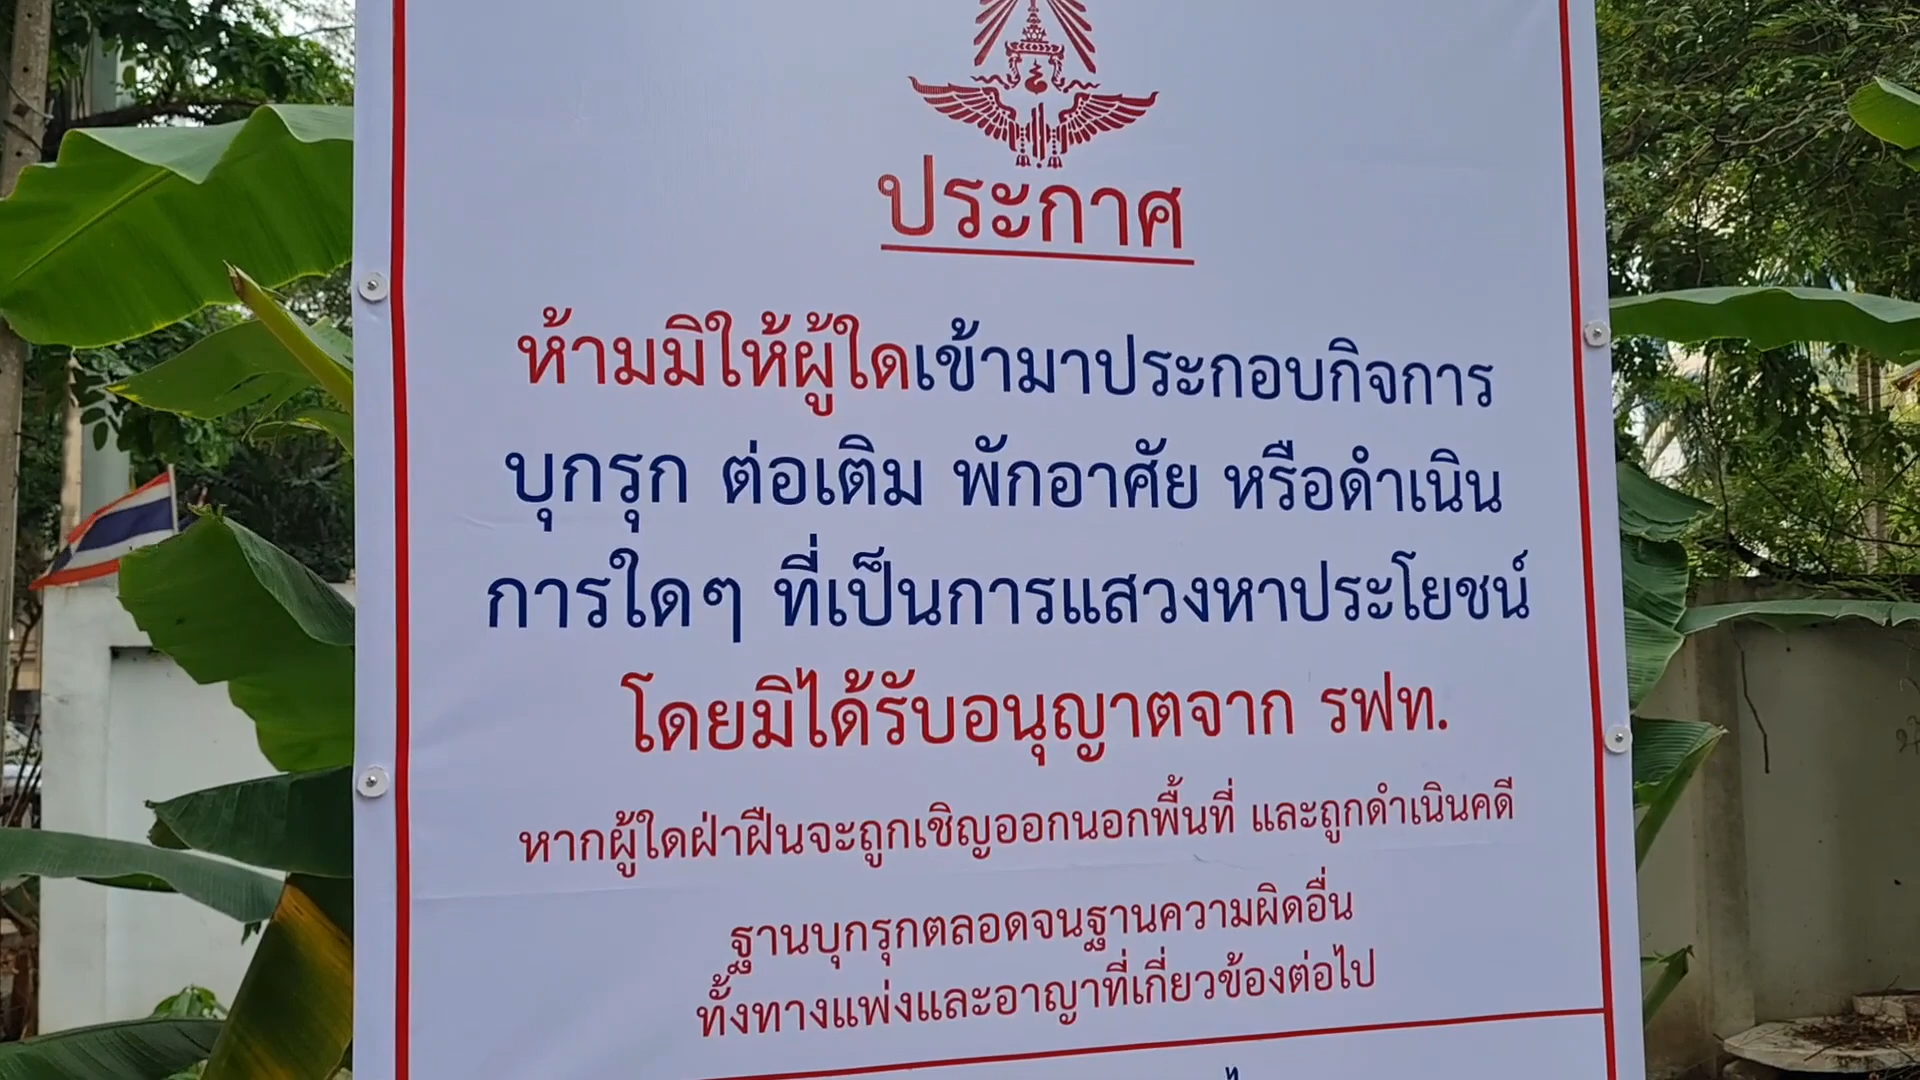 ประกาศ
ห้ามมิให้ผู้ใดเข้ามาประกอบกิจการ
บุกรุก ต่อเติม พักอาศัย หรือดำเนิน
การใดๆ ที่เป็นการแสวงหาประโยชน์
โดยมิได้รับอนุญาตจาก รฟท.
หากผู้ใดฝ่าฝืนจะถูกเชิญออกนอกพื้นที่ และถูกดำเนินคดี
ฐานบุกรุกตลอดจนฐานความผิดอื่น
ทั้งทางแพ่งและอาญาที่เกี่ยวข้องต่อไป